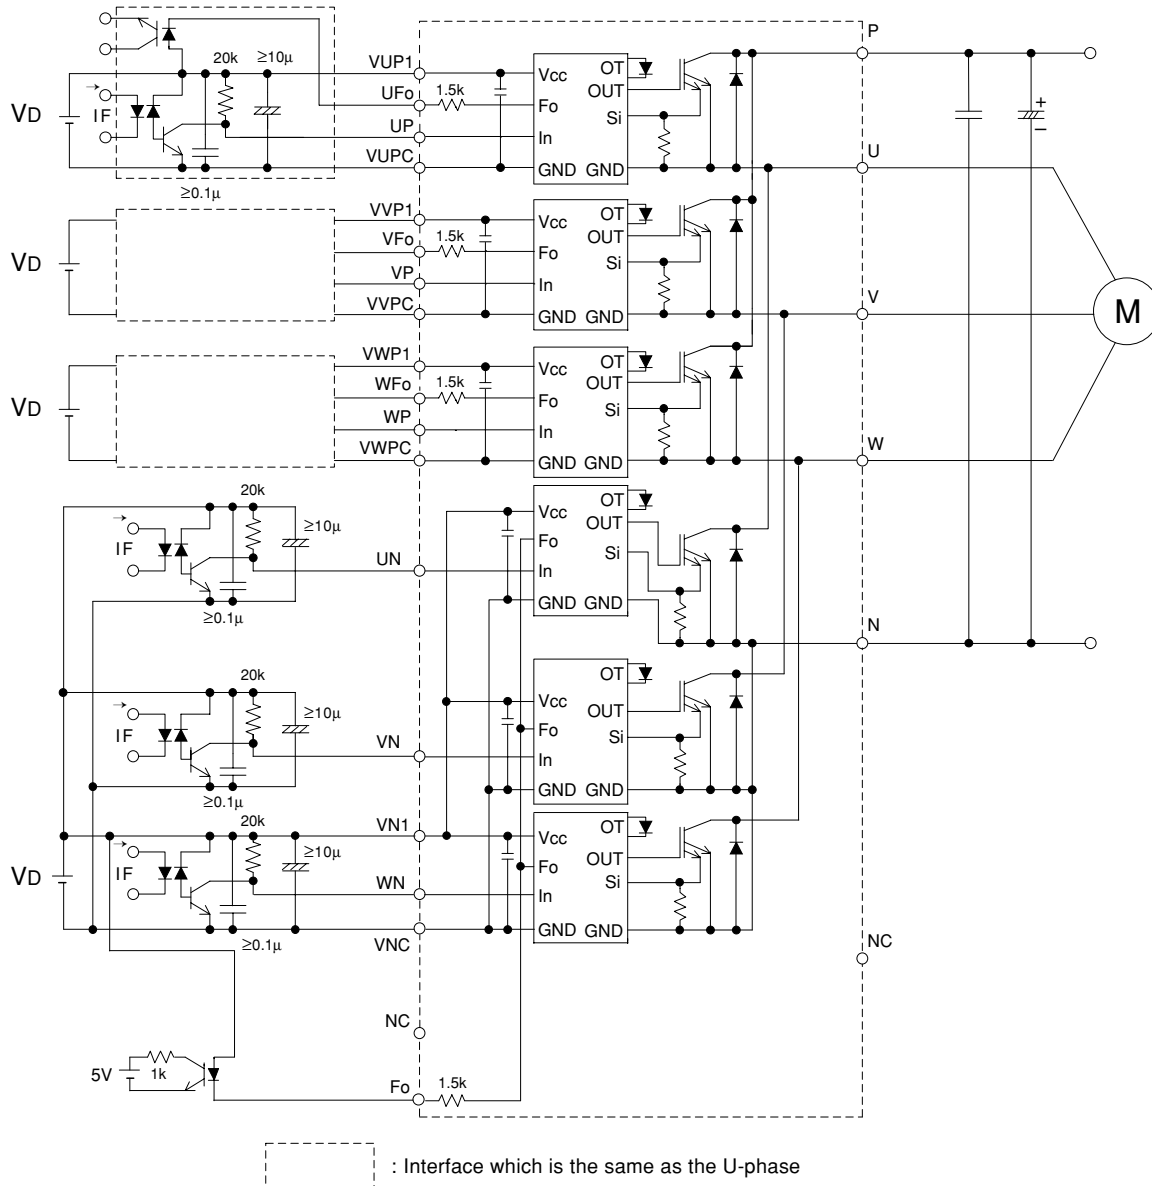 P
20k
≥10μ
VUP1
UFo
1.5k
UP
VUPC
VD
IF
≥0.1μ
Vcc
Fo
In
GND
GND
OT
OUT
Si
U
+
–
VVP1
VFo
1.5k
VP
VVPC
VD
Vcc
Fo
In
GND
GND
OT
OUT
Si
V
M
VWP1
WFo
1.5k
WP
VWPC
VD
Vcc
Fo
In
GND
GND
OT
OUT
Si
W
20k
≥10μ
IF
≥0.1μ
UN
Vcc
Fo
In
GND
GND
OT
OUT
Si
N
20k
≥10μ
IF
≥0.1μ
VN
Vcc
Fo
In
GND
GND
OT
OUT
Si
20k
≥10μ
VD
IF
≥0.1μ
VN1
WN
VNC
Vcc
Fo
In
GND
GND
OT
OUT
Si
NC
NC
5V
1k
Fo
1.5k
: Interface which is the same as the U-phase